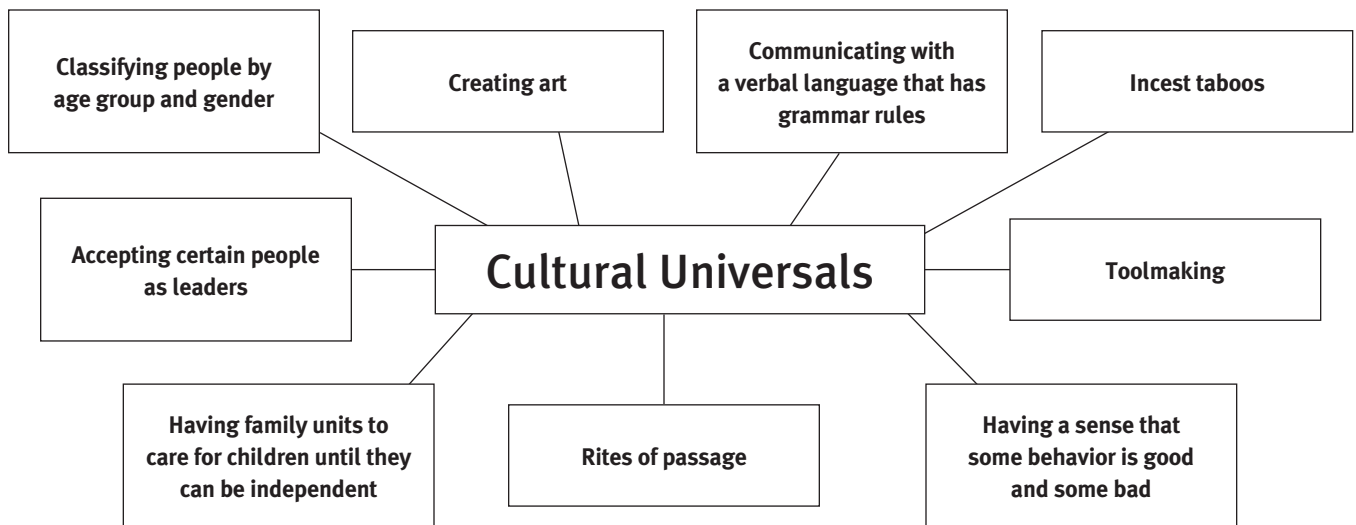 Classifying people by
age group and gender
Creating art
Communicating with
a verbal language that has
grammar rules
Incest taboos
Accepting certain people
as leaders
Cultural Universals
Toolmaking
Having family units to
care for children until they
can be independent
Rites of passage
Having a sense that
some behavior is good
and some bad